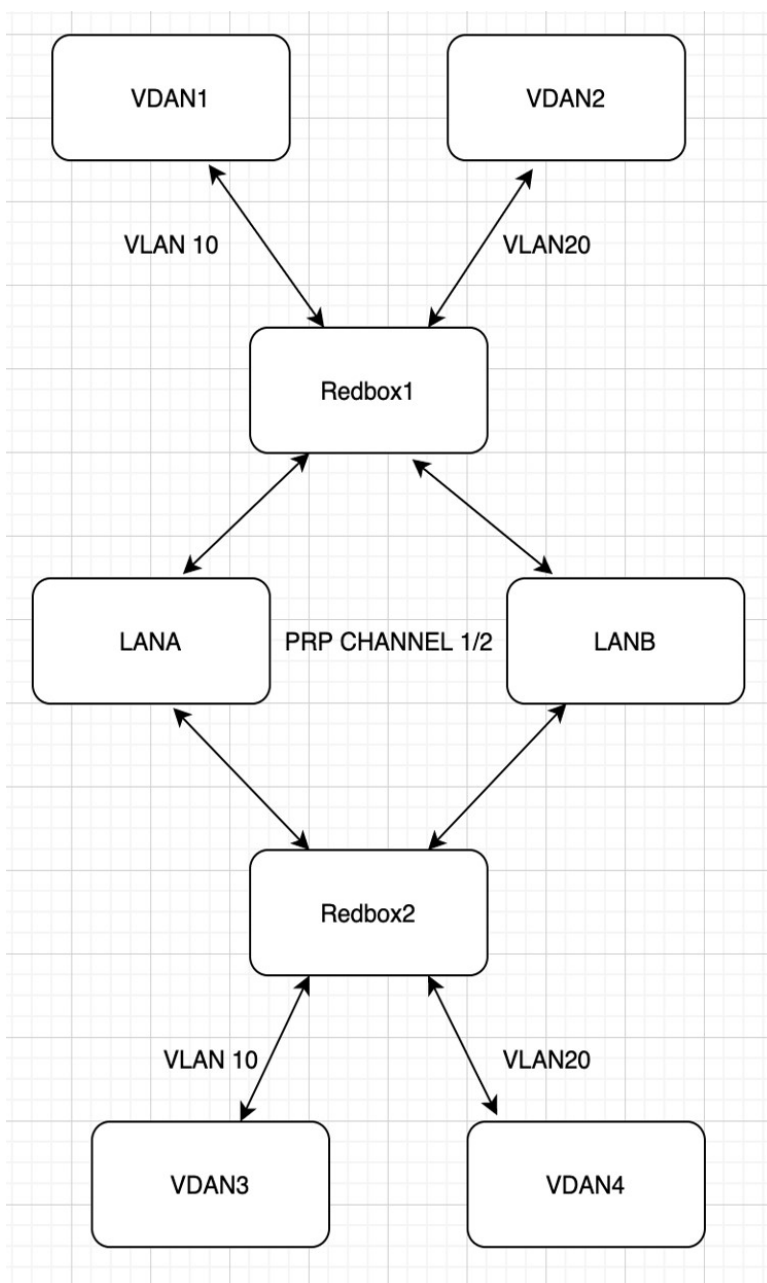 VDAN1
VDAN2
VLAN 10
VLAN20
Redbox1
LANA
PRP CHANNEL 1/2
LANB
Redbox2
VLAN 10
VLAN20
VDAN3
VDAN4